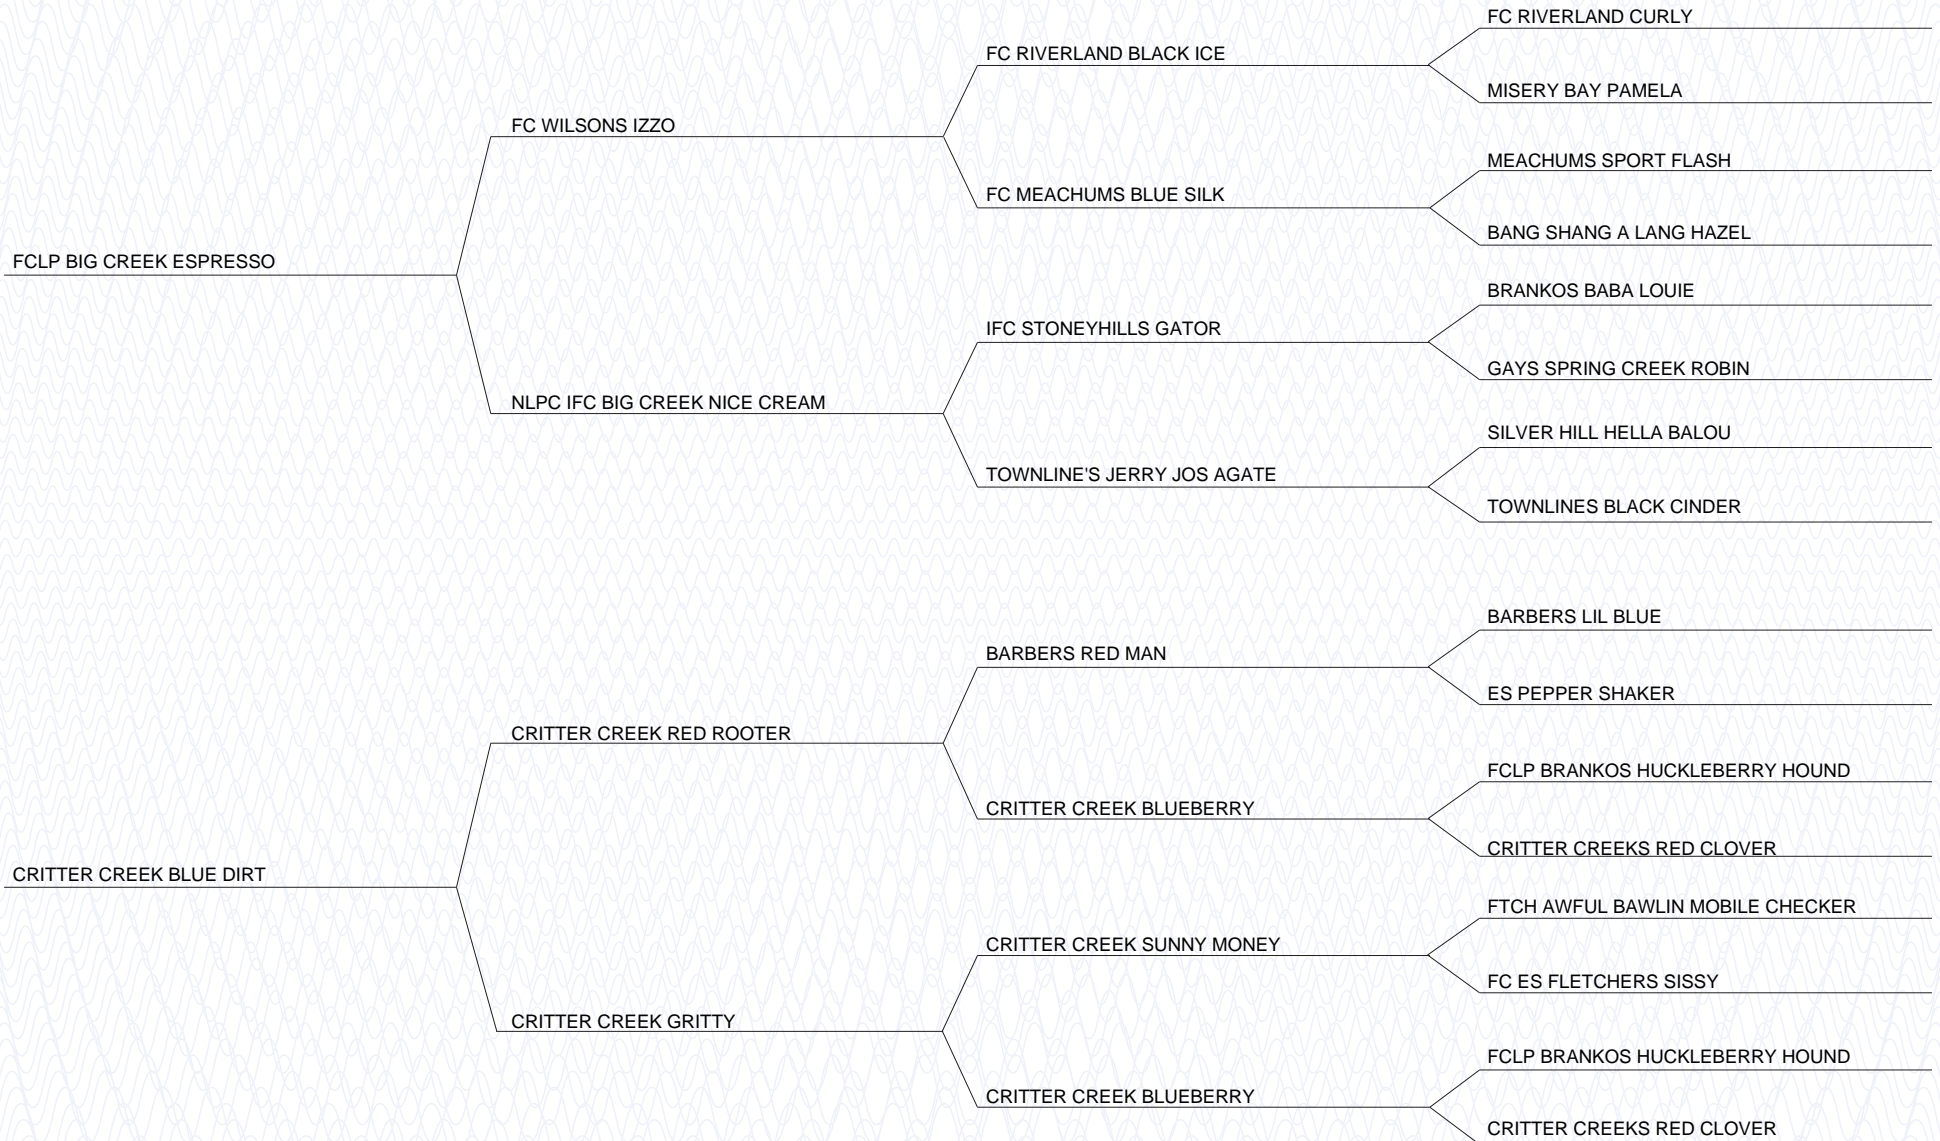 FC RIVERLAND CURLY
FC RIVERLAND BLACK ICE
MISERY BAY PAMELA
FC WILSONS IZZO
MEACHUMS SPORT FLASH
FC MEACHUMS BLUE SILK
BANG SHANG A LANG HAZEL
FCLP BIG CREEK ESPRESSO
BRANKOS BABA LOUIE
IFC STONEYHILLS GATOR
GAYS SPRING CREEK ROBIN
NLPC IFC BIG CREEK NICE CREAM
SILVER HILL HELLA BALOU
TOWNLINE'S JERRY JOS AGATE
TOWNLINES BLACK CINDER
BARBERS LIL BLUE
BARBERS RED MAN
ES PEPPER SHAKER
CRITTER CREEK RED ROOTER
FCLP BRANKOS HUCKLEBERRY HOUND
CRITTER CREEK BLUEBERRY
CRITTER CREEKS RED CLOVER
CRITTER CREEK BLUE DIRT
FTCH AWFUL BAWLIN MOBILE CHECKER
CRITTER CREEK SUNNY MONEY
FC ES FLETCHERS SISSY
CRITTER CREEK GRITTY
FCLP BRANKOS HUCKLEBERRY HOUND
CRITTER CREEK BLUEBERRY
CRITTER CREEKS RED CLOVER